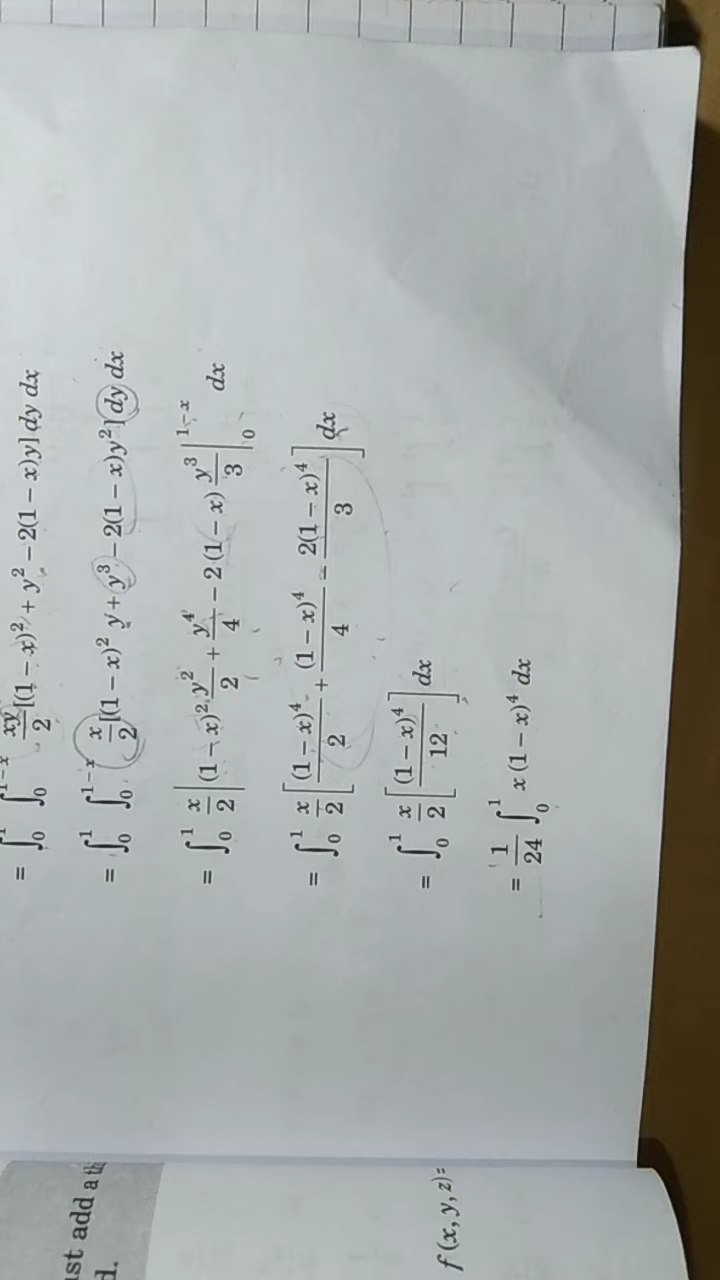 = ∫₀¹ ∫₀^{1−x} xy/2 [(1 − x)² + y² − 2(1 − x)y] dy dx
= ∫₀¹ ∫₀^{1−x} x/2 [(1 − x)² y + y³ − 2(1 − x)y²] dy dx
= ∫₀¹ x/2 | (1 − x)² y²/2 + y⁴/4 − 2 (1 − x) y³/3 |₀^{1−x} dx
= ∫₀¹ x/2 [ (1 − x)⁴/2 + (1 − x)⁴/4 − 2(1 − x)⁴/3 ] dx
= ∫₀¹ x/2 [ (1 − x)⁴/12 ] dx
= 1/24 ∫₀¹ x (1 − x)⁴ dx
ust add a th
d.
f (x, y, z) =